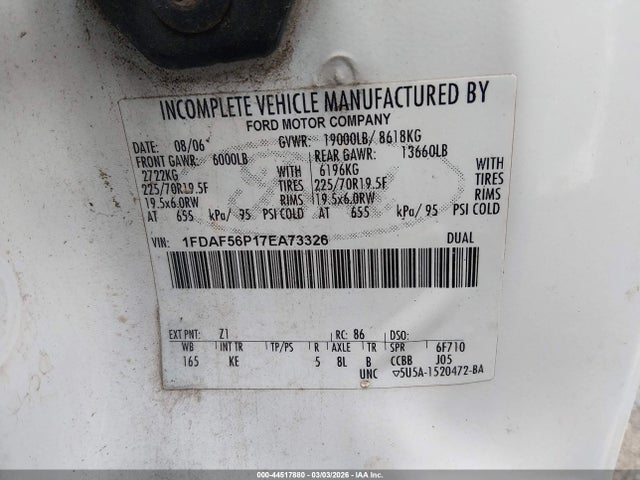 INCOMPLETE VEHICLE MANUFACTURED BY
FORD MOTOR COMPANY
DATE: 08/06 GVWR: 19000LB/ 8618KG
FRONT GAWR: 6000LB REAR GAWR: 13660LB
2722KG WITH 6196KG WITH
225/70R19.5F TIRES 225/70R19.5F TIRES
19.5x6.0RW RIMS 19.5x6.0RW RIMS
AT 655 kPa/ 95 PSI COLD AT 655 kPa/ 95 PSI COLD
VIN: 1FDAF56P17EA73326 DUAL
EXT PNT: Z1 RC: 86 DSO:
WB INT TR TP/PS R AXLE TR SPR 6F710
165 KE 5 8L B CCBB J05
UNC ▽5U5A-1520472-BA
© IAA - 44517880 - 03/03/2026 - IAAI.COM